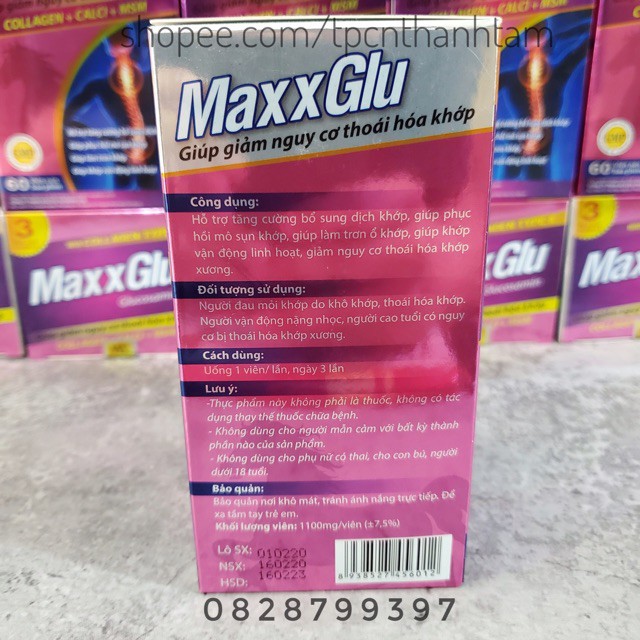 COLLAGEN + CALCI + MSM
shopee.com/tpcnthanhtam
MaxxGlu
Giúp giảm nguy cơ thoái hóa khớp
Công dụng:
Hỗ trợ tăng cường bổ sung dịch khớp, giúp phục
hồi mô sụn khớp, giúp làm trơn ổ khớp, giúp khớp
vận động linh hoạt, giảm nguy cơ thoái hóa khớp
xương.
Đối tượng sử dụng:
Người đau mỏi khớp do khô khớp, thoái hóa khớp.
Người vận động nặng nhọc, người cao tuổi có nguy
cơ bị thoái hóa khớp xương.
Cách dùng:
Uống 1 viên/ lần, ngày 3 lần
Lưu ý:
-Thực phẩm này không phải là thuốc, không có tác
dụng thay thế thuốc chữa bệnh.
- Không dùng cho người mẫn cảm với bất kỳ thành
phần nào của sản phẩm.
- Không dùng cho phụ nữ có thai, cho con bú, người
dưới 18 tuổi.
Bảo quản:
Bảo quản nơi khô mát, tránh ánh nắng trực tiếp. Để
xa tầm tay trẻ em.
Khối lượng viên: 1100mg/viên (±7,5%)
Lô SX: 010220
NSX: 160220
HSD: 160223
8938527456012
0828799397
MaxxGlu
Glucosamin
3
3